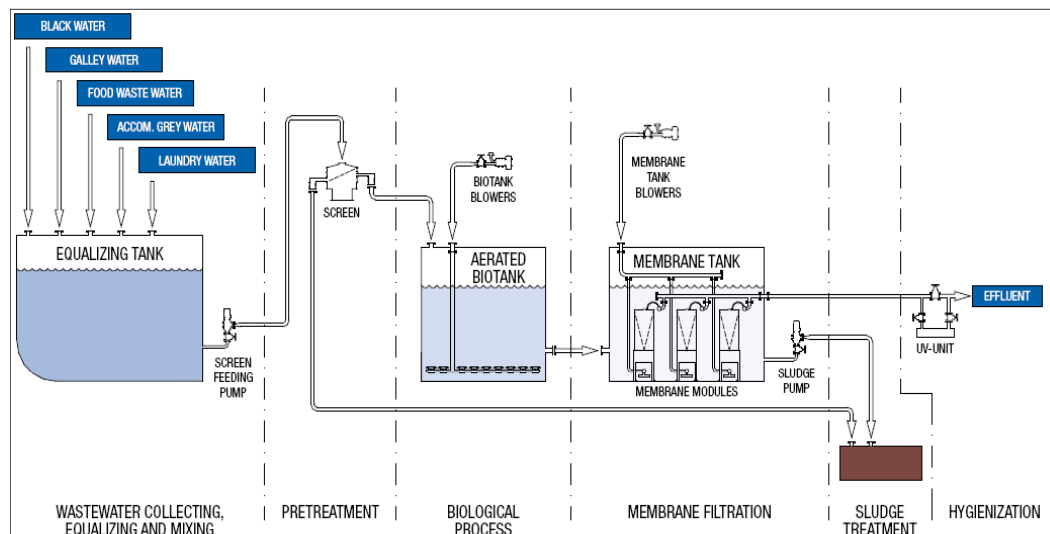 BLACK WATER
GALLEY WATER
FOOD WASTE WATER
ACCOM. GREY WATER
LAUNDRY WATER
EQUALIZING TANK
SCREEN
FEEDING
PUMP
SCREEN
BIOTANK
BLOWERS
AERATED
BIOTANK
MEMBRANE
TANK
BLOWERS
MEMBRANE TANK
MEMBRANE MODULES
SLUDGE
PUMP
EFFLUENT
UV-UNIT
WASTEWATER COLLECTING,
EQUALIZING AND MIXING
PRETREATMENT
BIOLOGICAL
PROCESS
MEMBRANE FILTRATION
SLUDGE
TREATMENT
HYGIENIZATION